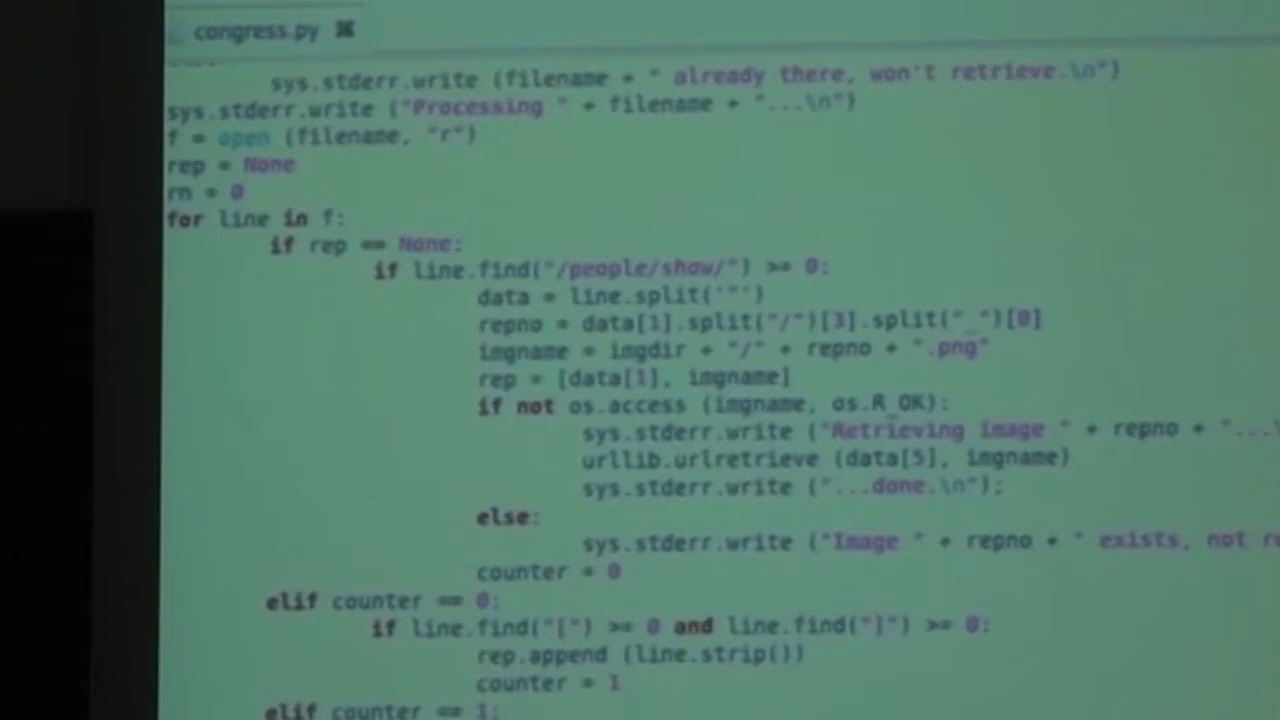 congress.py ⌘
sys.stderr.write (filename + " already there, won't retrieve.\n")
sys.stderr.write ("Processing " + filename + "...\n")
f = open (filename, "r")
rep = None
rn = 0
for line in f:
if rep == None:
if line.find("/people/show/") >= 0:
data = line.split('"')
repno = data[1].split("/")[3].split("_")[0]
imgname = imgdir + "/" + repno + ".png"
rep = [data[1], imgname]
if not os.access (imgname, os.R_OK):
sys.stderr.write ("Retrieving image " + repno + "...\
urllib.urlretrieve (data[5], imgname)
sys.stderr.write ("...done.\n");
else:
sys.stderr.write ("Image " + repno + " exists, not re
counter = 0
elif counter == 0:
if line.find("[") >= 0 and line.find("]") >= 0:
rep.append (line.strip())
counter = 1
elif counter == 1: